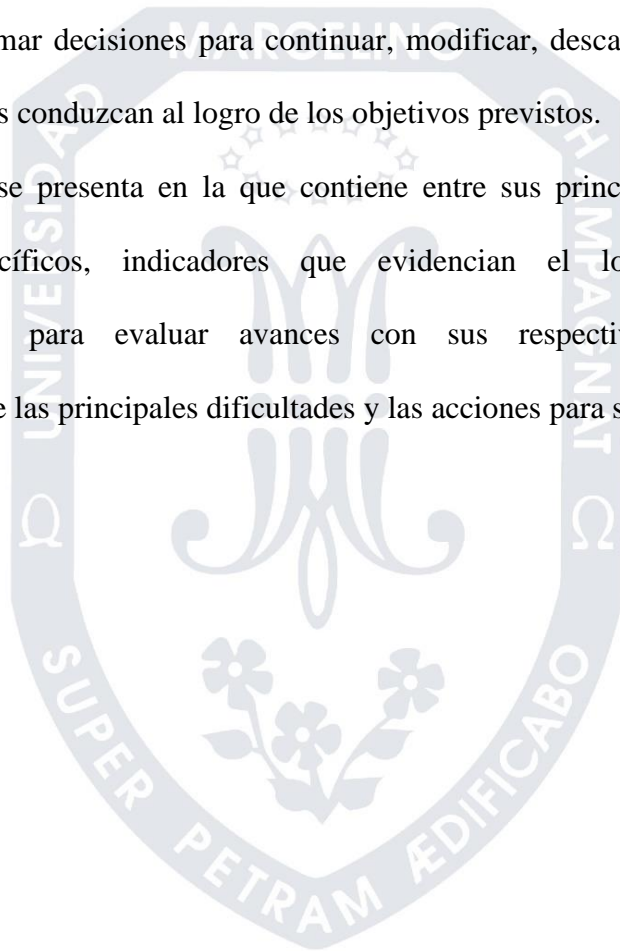 mar decisiones para continuar, modificar, desca
s conduzcan al logro de los objetivos previstos.
se presenta en la que contiene entre sus princ
cíficos, indicadores que evidencian el lo
para evaluar avances con sus respectiv
e las principales dificultades y las acciones para s
UNIVERSIDAD MARCELINO CHAMPAGNAT
Ω Ω
SUPER PETRAM ÆDIFICABO